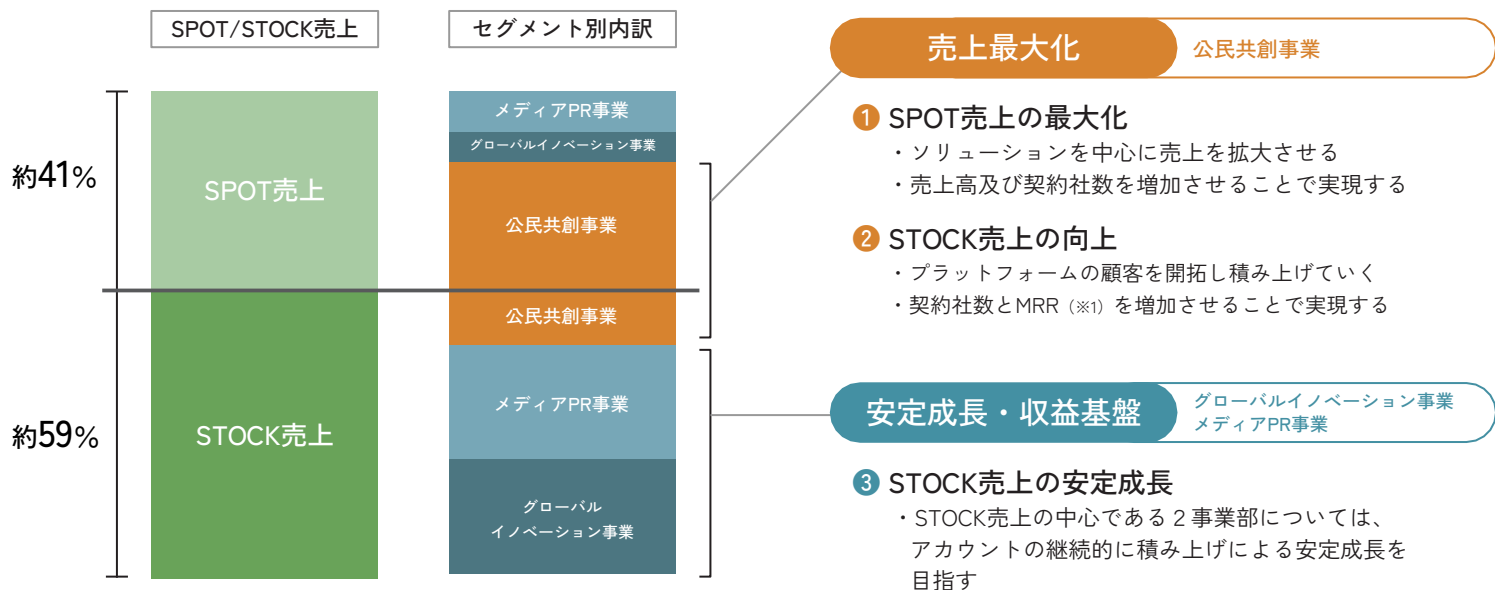 SPOT/STOCK売上
セグメント別内訳
約41%
約59%
SPOT売上
STOCK売上
メディアPR事業
グローバルイノベーション事業
公民共創事業
公民共創事業
メディアPR事業
グローバル
イノベーション事業
売上最大化
公民共創事業
1 SPOT売上の最大化
・ソリューションを中心に売上を拡大させる
・売上高及び契約社数を増加させることで実現する
2 STOCK売上の向上
・プラットフォームの顧客を開拓し積み上げていく
・契約社数とMRR（※1）を増加させることで実現する
安定成長・収益基盤
グローバルイノベーション事業
メディアPR事業
3 STOCK売上の安定成長
・STOCK売上の中心である２事業部については、
アカウントの継続的に積み上げによる安定成長を
目指す